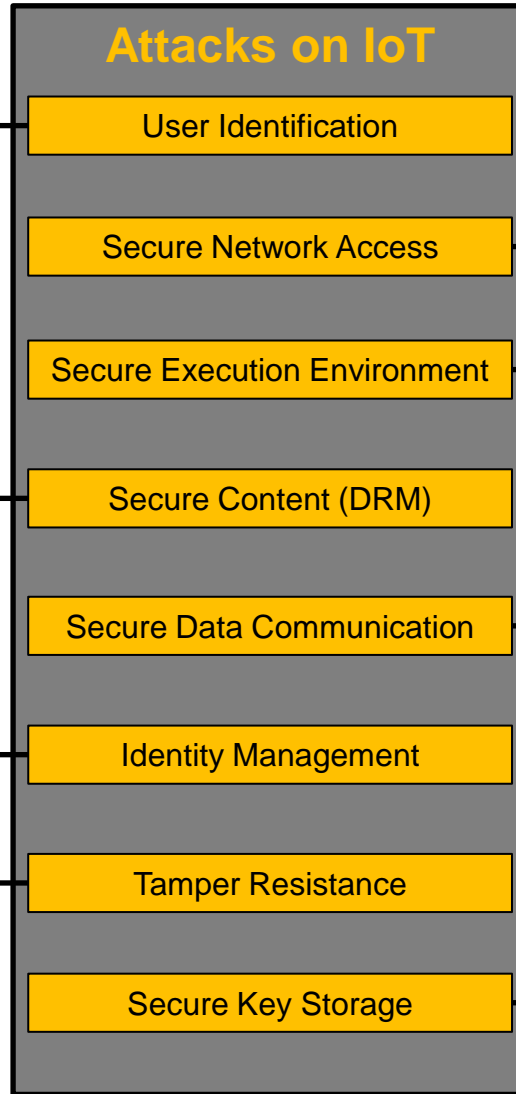 Attacks on IoT
User Identification
Secure Network Access
Secure Execution Environment
Secure Content (DRM)
Secure Data Communication
Identity Management
Tamper Resistance
Secure Key Storage